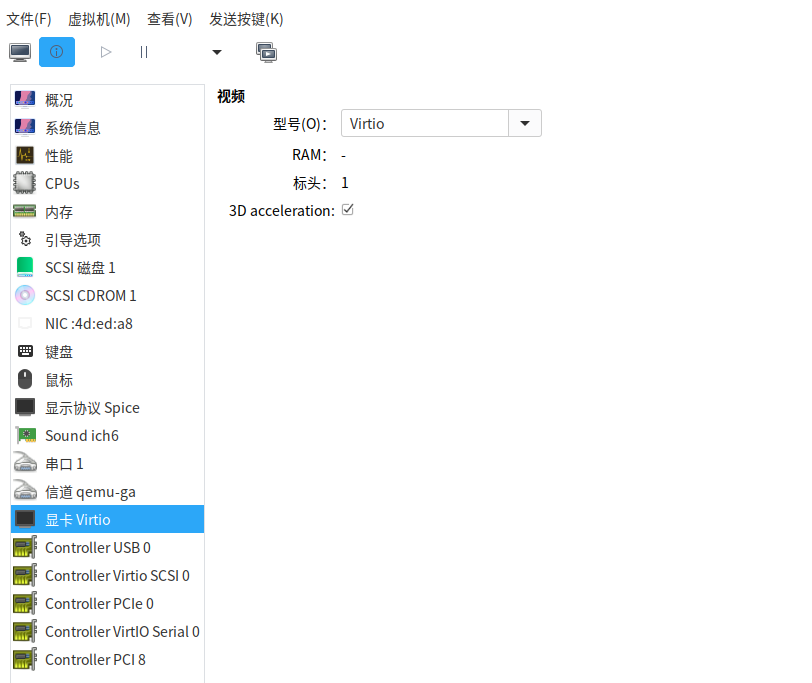 文件(F) 虚拟机(M) 查看(V) 发送按键(K)
概况
系统信息
性能
CPUs
内存
引导选项
SCSI 磁盘 1
SCSI CDROM 1
NIC :4d:ed:a8
键盘
鼠标
显示协议 Spice
Sound ich6
串口 1
信道 qemu-ga
显卡 Virtio
Controller USB 0
Controller Virtio SCSI 0
Controller PCIe 0
Controller VirtIO Serial 0
Controller PCI 8
视频
型号(O)： Virtio
RAM： -
标头： 1
3D acceleration: